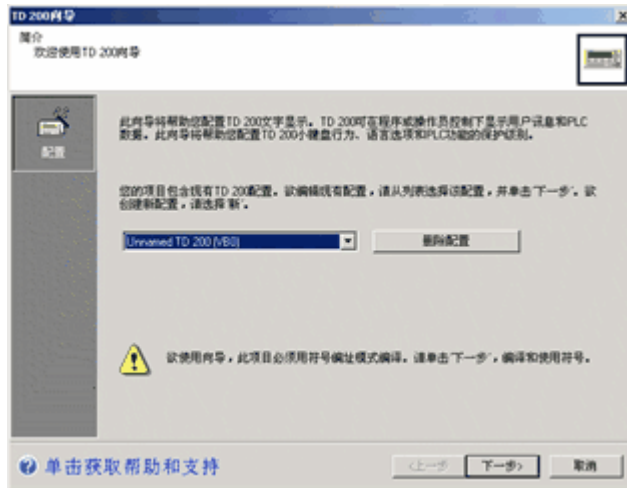 TD 200向导
简介
欢迎使用TD 200向导
配置
此向导将帮助您配置TD 200文字显示。TD 200可在程序或操作员控制下显示用户讯息和PLC
数据。此向导将帮助您配置TD 200小键盘行为、语言选项和PLC功能的保护级别。
您的项目包含现有TD 200配置。欲编辑现有配置，请从列表选择该配置，并单击'下一步'。欲
创建新配置，请选择'新'。
Unnamed TD 200 (VB0)
删除配置
欲使用向导，此项目必须用符号编址模式编译。请单击'下一步'，编译和使用符号。
单击获取帮助和支持
<上一步
下一步>
取消